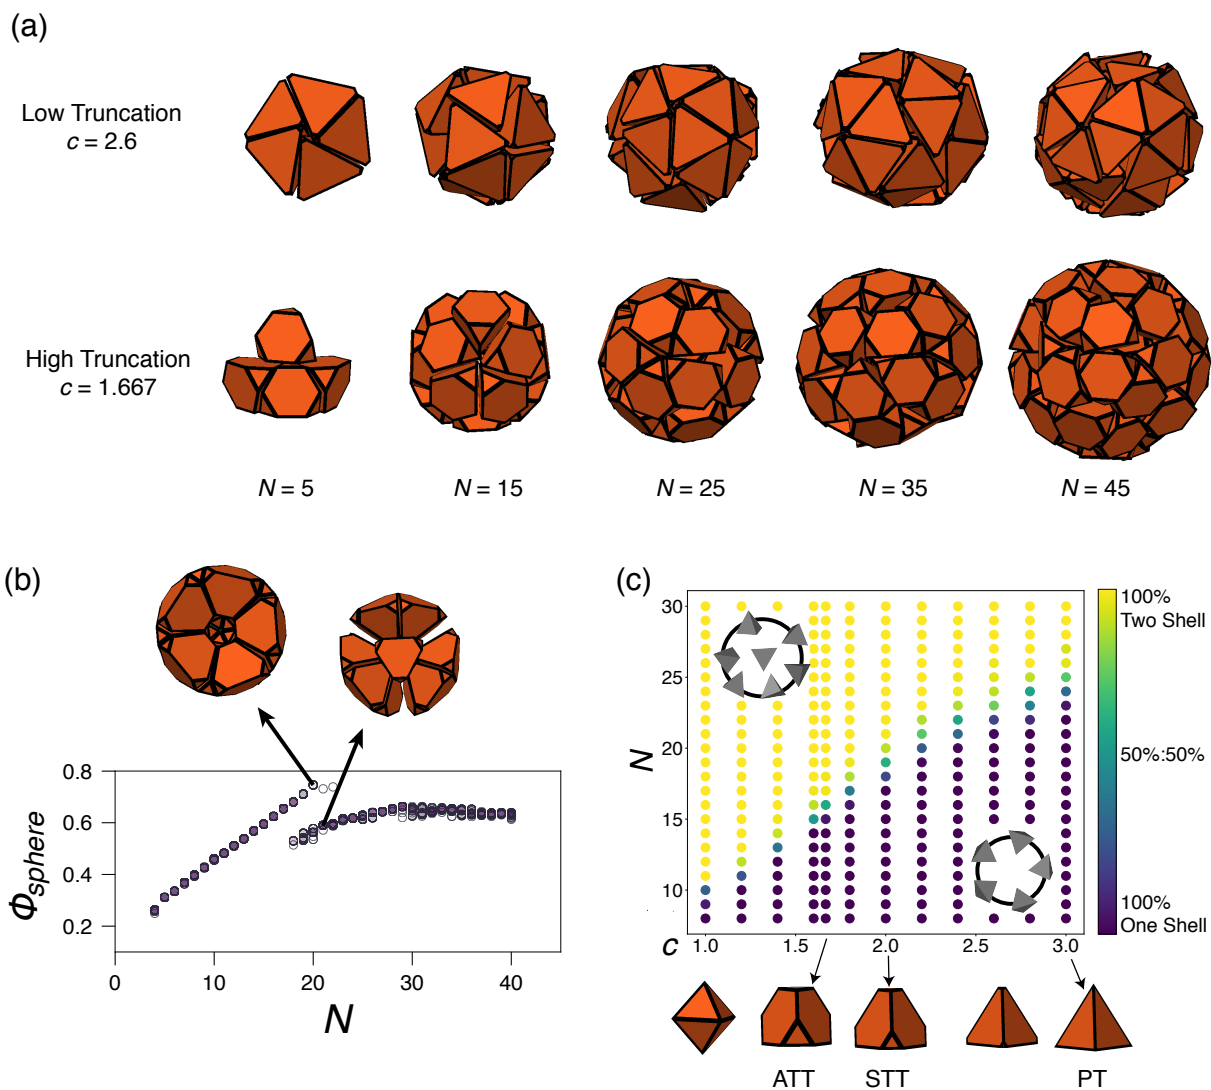 (a)
Low Truncation
c = 2.6
High Truncation
c = 1.667
N = 5
N = 15
N = 25
N = 35
N = 45
(b)
0.8
0.6
0.4
0.2
Φsphere
0
10
20
30
40
N
(c)
30
25
20
15
10
N
c
1.0
1.5
2.0
2.5
3.0
100%
Two Shell
50%:50%
100%
One Shell
ATT
STT
PT